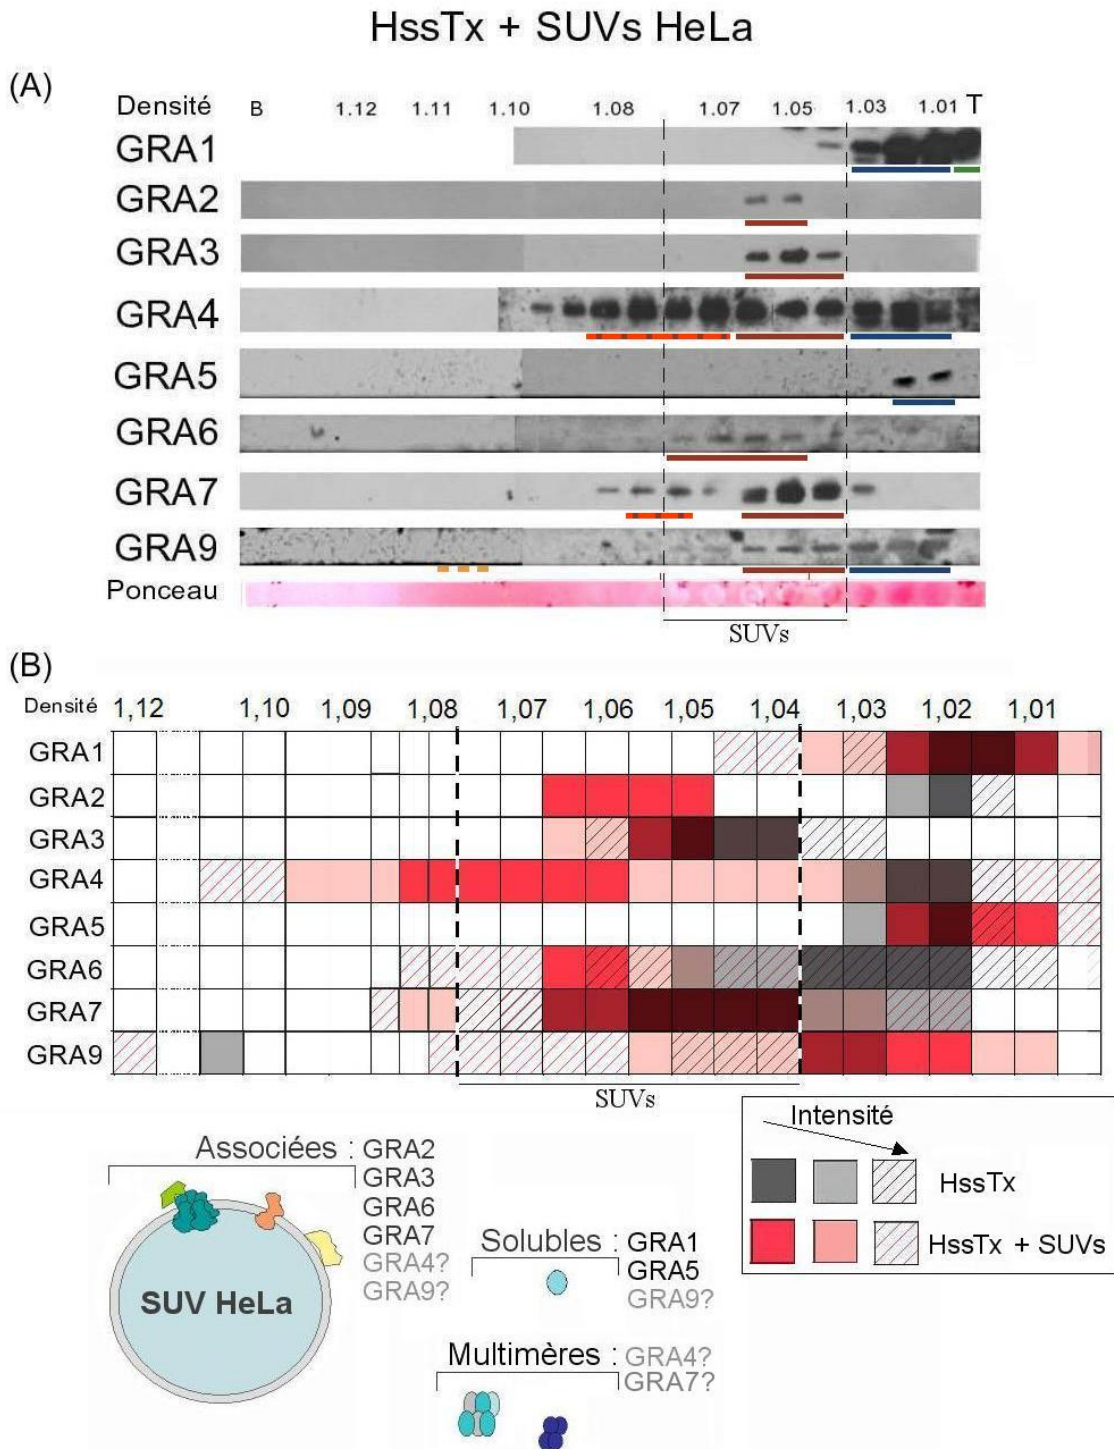 HssTx + SUVs HeLa
(A)
Densité B 1.12 1.11 1.10 1.08 1.07 1.05 1.03 1.01 T
GRA1
GRA2
GRA3
GRA4
GRA5
GRA6
GRA7
GRA9
Ponceau
SUVs
(B)
Densité 1,12 1,10 1,09 1,08 1,07 1,06 1,05 1,04 1,03 1,02 1,01
GRA1
GRA2
GRA3
GRA4
GRA5
GRA6
GRA7
GRA9
SUVs
Associées : GRA2
GRA3
GRA6
GRA7
GRA4?
GRA9?
SUV HeLa
Solubles : GRA1
GRA5
GRA9?
Multimères : GRA4?
GRA7?
Intensité
HssTx
HssTx + SUVs